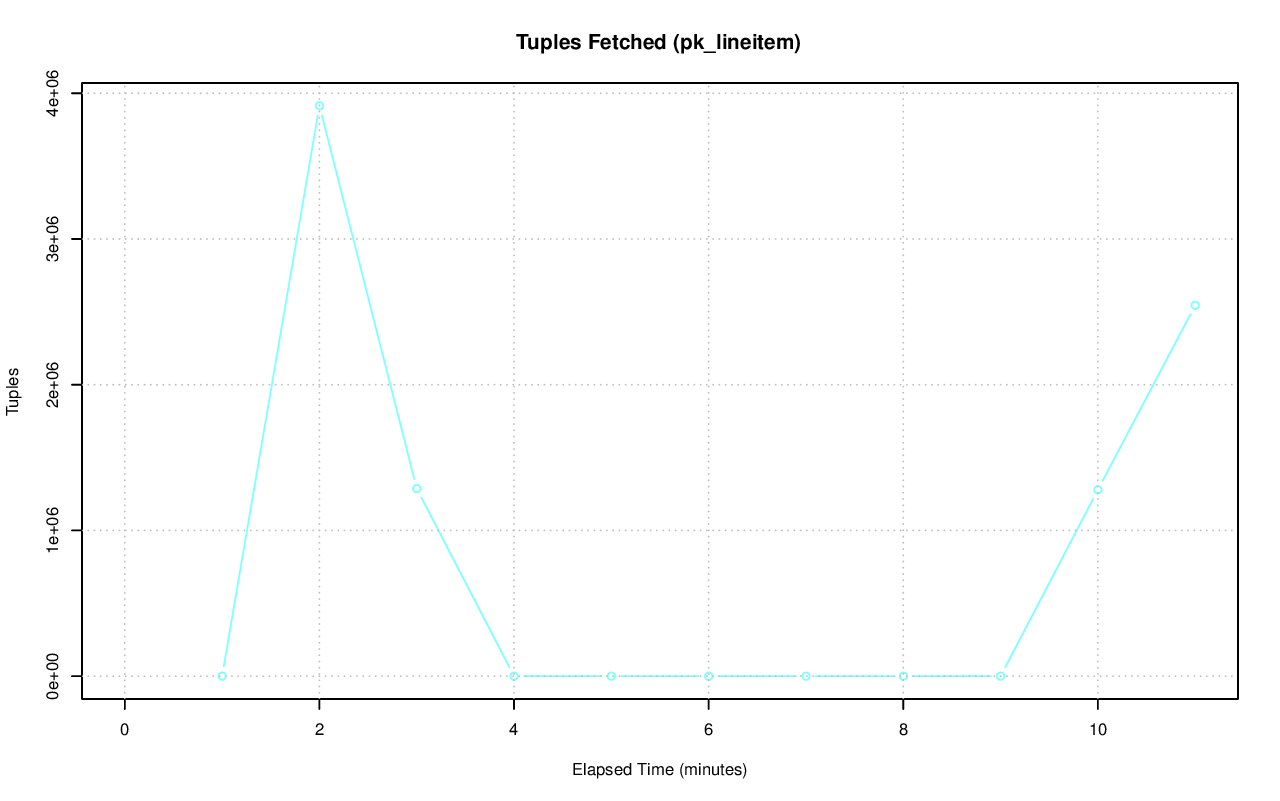 Tuples Fetched (pk_lineitem)
4e+06
3e+06
2e+06
1e+06
0e+00
Tuples
0 2 4 6 8 10
Elapsed Time (minutes)